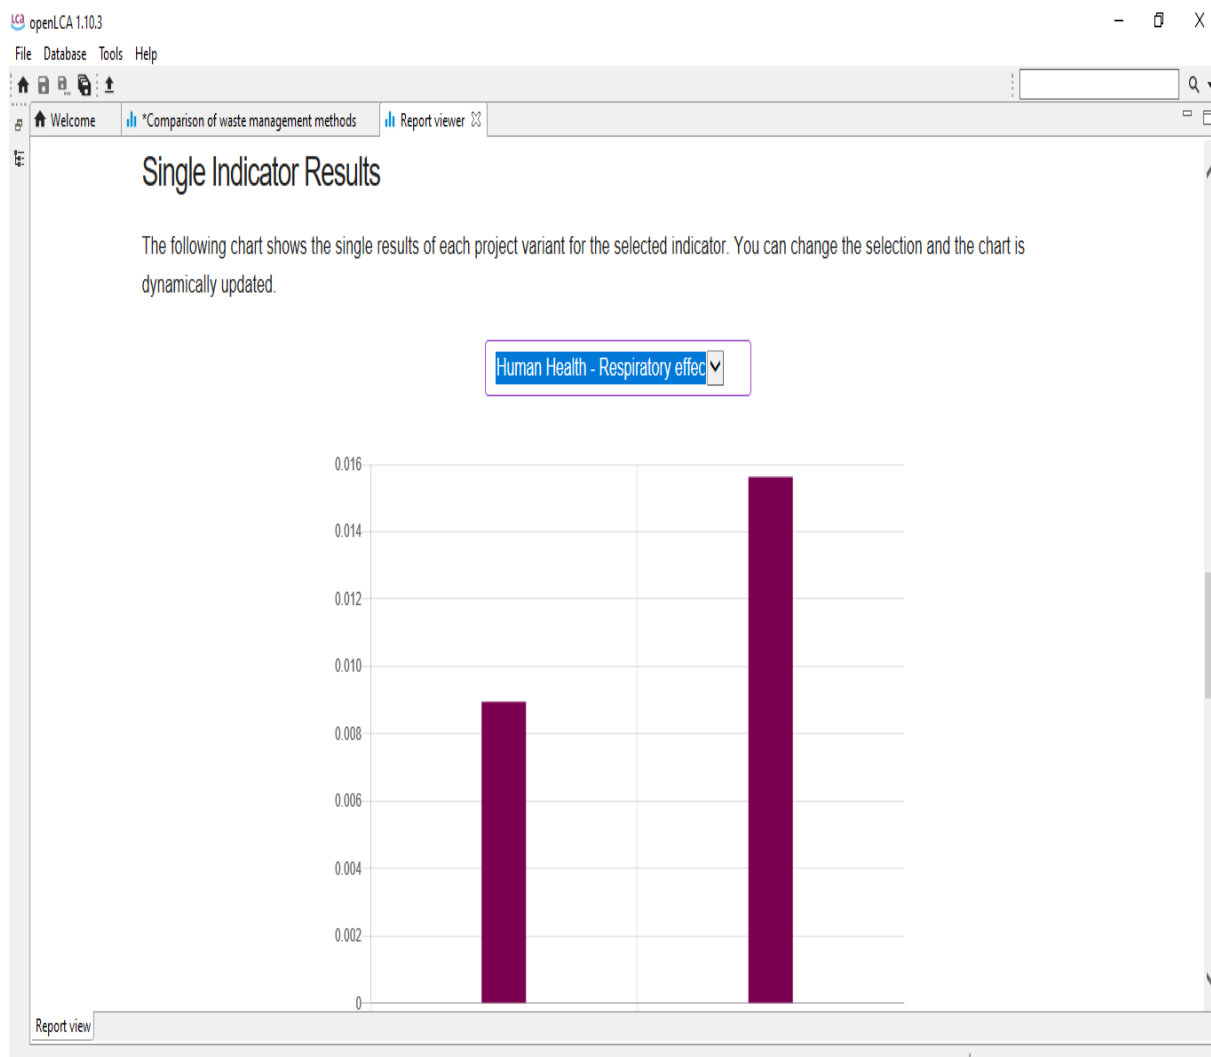 LCA openLCA 1.10.3
File Database Tools Help
Welcome *Comparison of waste management methods Report viewer
Single Indicator Results
The following chart shows the single results of each project variant for the selected indicator. You can change the selection and the chart is
dynamically updated.
Human Health - Respiratory effec
0.016
0.014
0.012
0.010
0.008
0.006
0.004
0.002
0
Report view